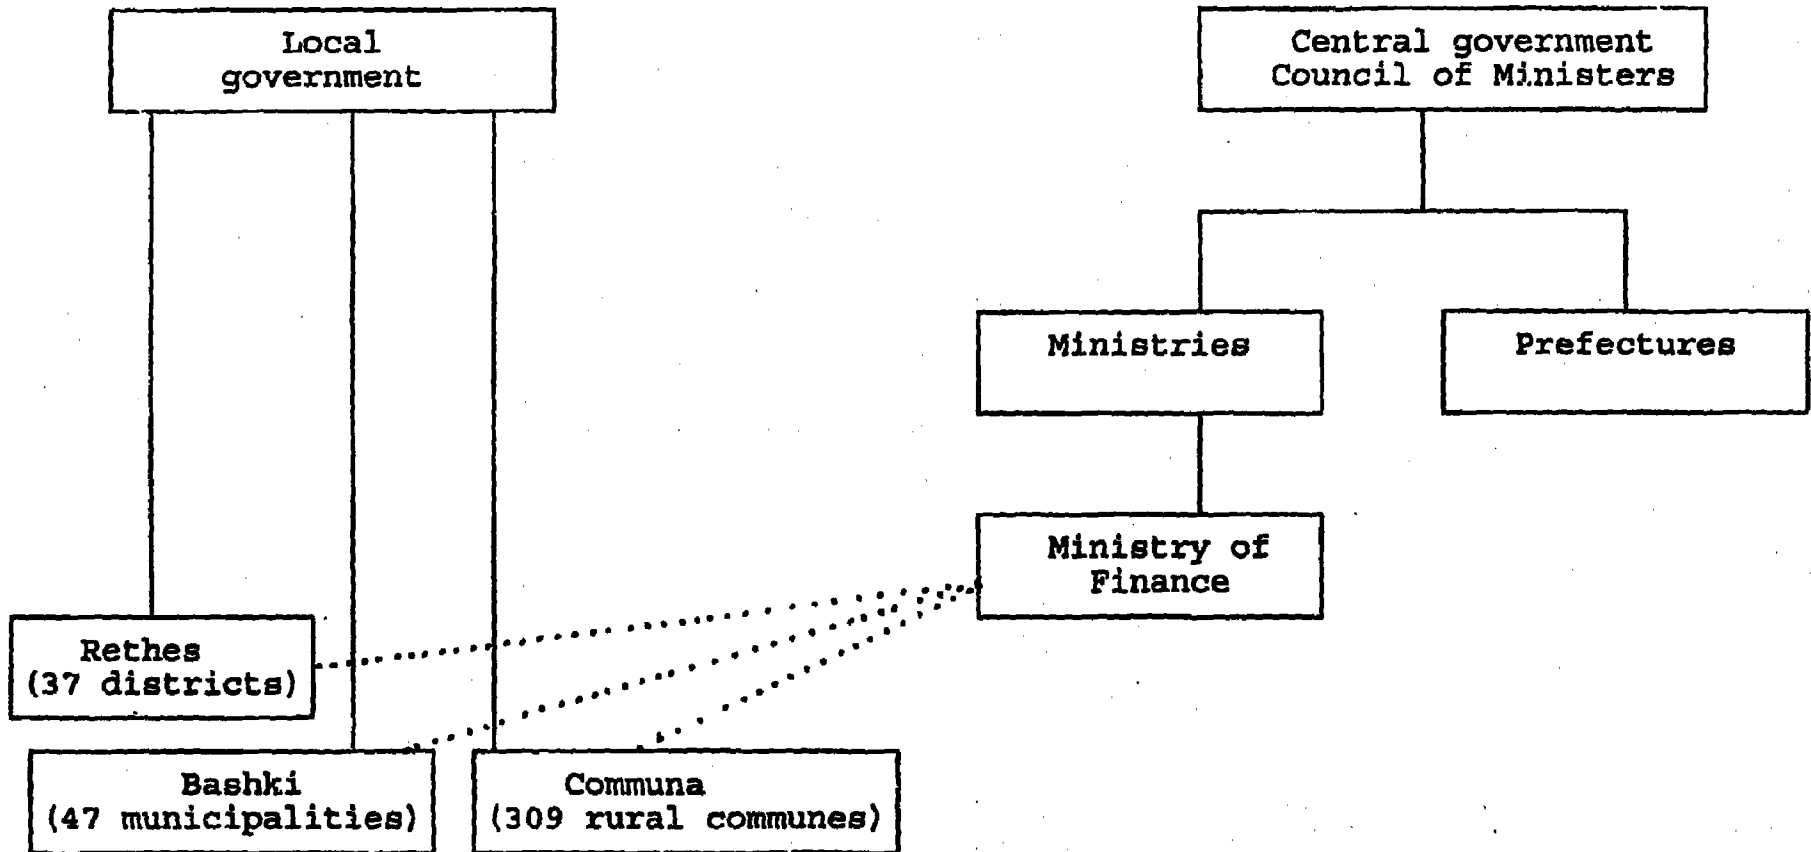 Local
government
Central government
Council of Ministers
Ministries
Prefectures
Ministry of
Finance
Rethes
(37 districts)
Bashki
(47 municipalities)
Communa
(309 rural communes)